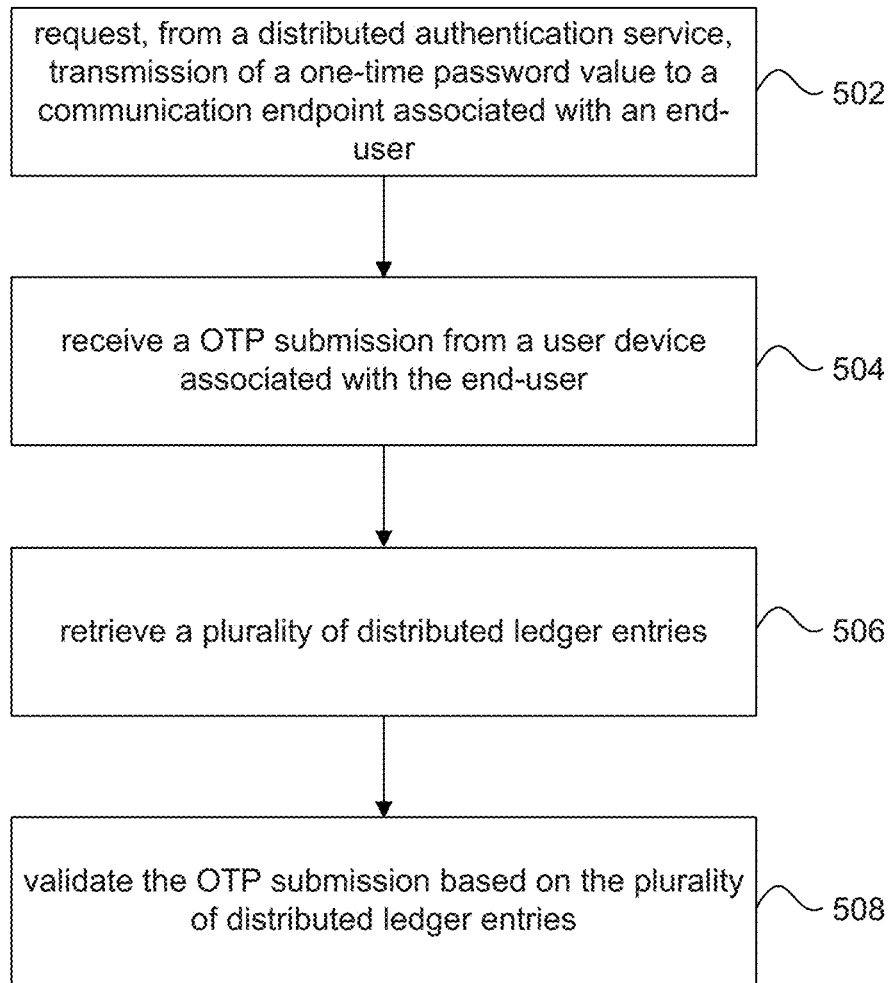 request, from a distributed authentication service,
transmission of a one-time password value to a
communication endpoint associated with an end-
user
502
receive a OTP submission from a user device
associated with the end-user
504
retrieve a plurality of distributed ledger entries
506
validate the OTP submission based on the plurality
of distributed ledger entries
508